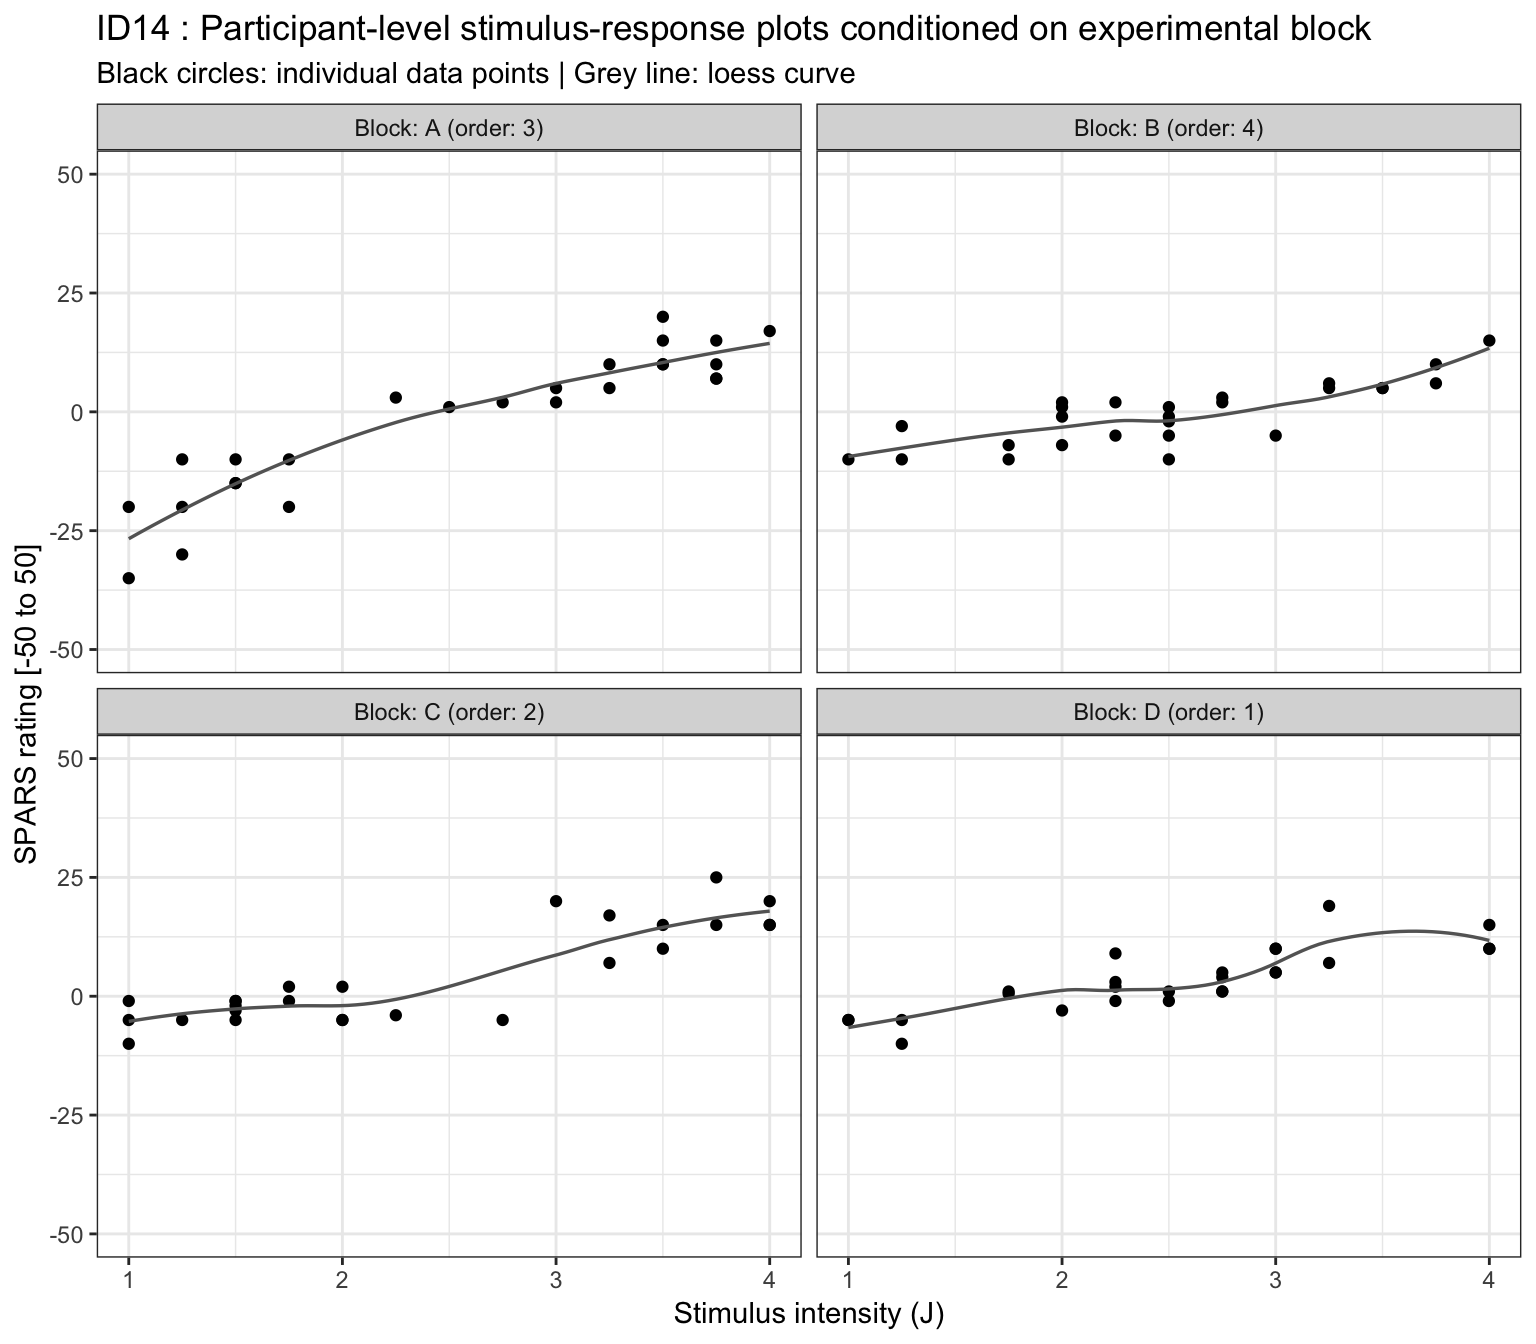 ID14 : Participant-level stimulus-response plots conditioned on experimental block
Black circles: individual data points | Grey line: loess curve
Block: A (order: 3)
Block: B (order: 4)
50
25
0
-25
-50
Block: C (order: 2)
Block: D (order: 1)
50
25
0
-25
-50
SPARS rating [-50 to 50]
1 2 3 4 1 2 3 4
Stimulus intensity (J)